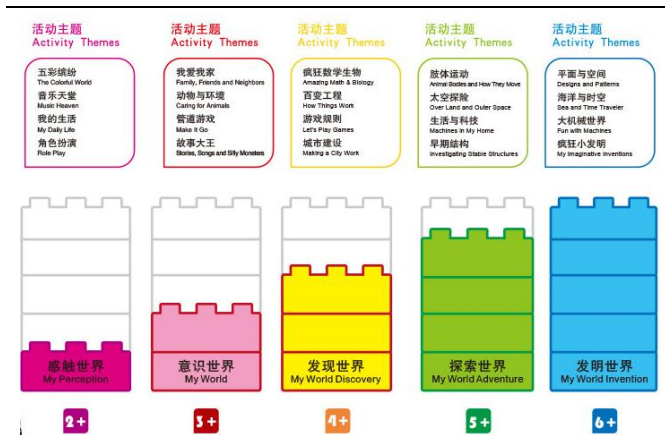 活动主题
Activity Themes
五彩缤纷
The Colorful World
音乐天堂
Music Heaven
我的生活
My Daily Life
角色扮演
Role Play
感触世界
My Perception
2+
活动主题
Activity Themes
我爱我家
Family, Friends and Neighbors
动物与环境
Caring for Animals
管道游戏
Make It Go
故事大王
Stories, Songs and Silly Monsters
意识世界
My World
3+
活动主题
Activity Themes
疯狂数学生物
Amazing Math & Biology
百变工程
How Things Work
游戏规则
Let's Play Games
城市建设
Making a City Work
发现世界
My World Discovery
4+
活动主题
Activity Themes
肢体运动
Animal Bodies and How They Move
太空探险
Over Land and Outer Space
生活与科技
Machines in My Home
早期结构
Investigating Stable Structures
探索世界
My World Adventure
5+
活动主题
Activity Themes
平面与空间
Designs and Patterns
海洋与时空
Sea and Time Traveler
大机械世界
Fun with Machines
疯狂小发明
My Imaginative Inventions
发明世界
My World Invention
6+